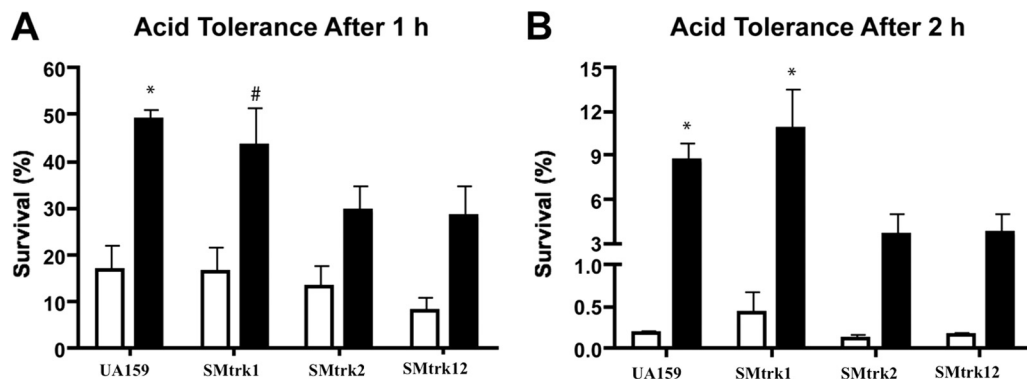 A
Acid Tolerance After 1 h
Survival (%)
60
50
40
30
20
10
0
*
#
UA159
SMtrk1
SMtrk2
SMtrk12
B
Acid Tolerance After 2 h
Survival (%)
15
12
9
6
3
1.0
0.5
0.0
*
*
UA159
SMtrk1
SMtrk2
SMtrk12